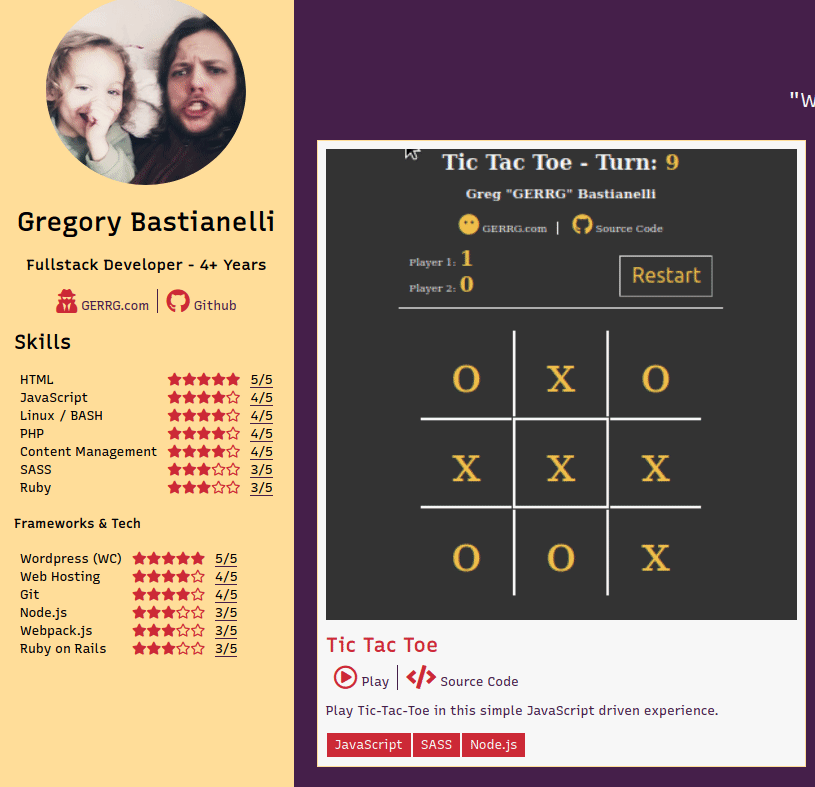 Gregory Bastianelli
Fullstack Developer - 4+ Years
GERRG.com | Github
Skills
HTML 5/5
JavaScript 4/5
Linux / BASH 4/5
PHP 4/5
Content Management 4/5
SASS 3/5
Ruby 3/5
Frameworks & Tech
Wordpress (WC) 5/5
Web Hosting 4/5
Git 4/5
Node.js 3/5
Webpack.js 3/5
Ruby on Rails 3/5
"W
Tic Tac Toe - Turn: 9
Greg "GERRG" Bastianelli
GERRG.com | Source Code
Player 1: 1
Player 2: 0
Restart
O X O
X X X
O O X
Tic Tac Toe
Play | Source Code
Play Tic-Tac-Toe in this simple JavaScript driven experience.
JavaScript SASS Node.js